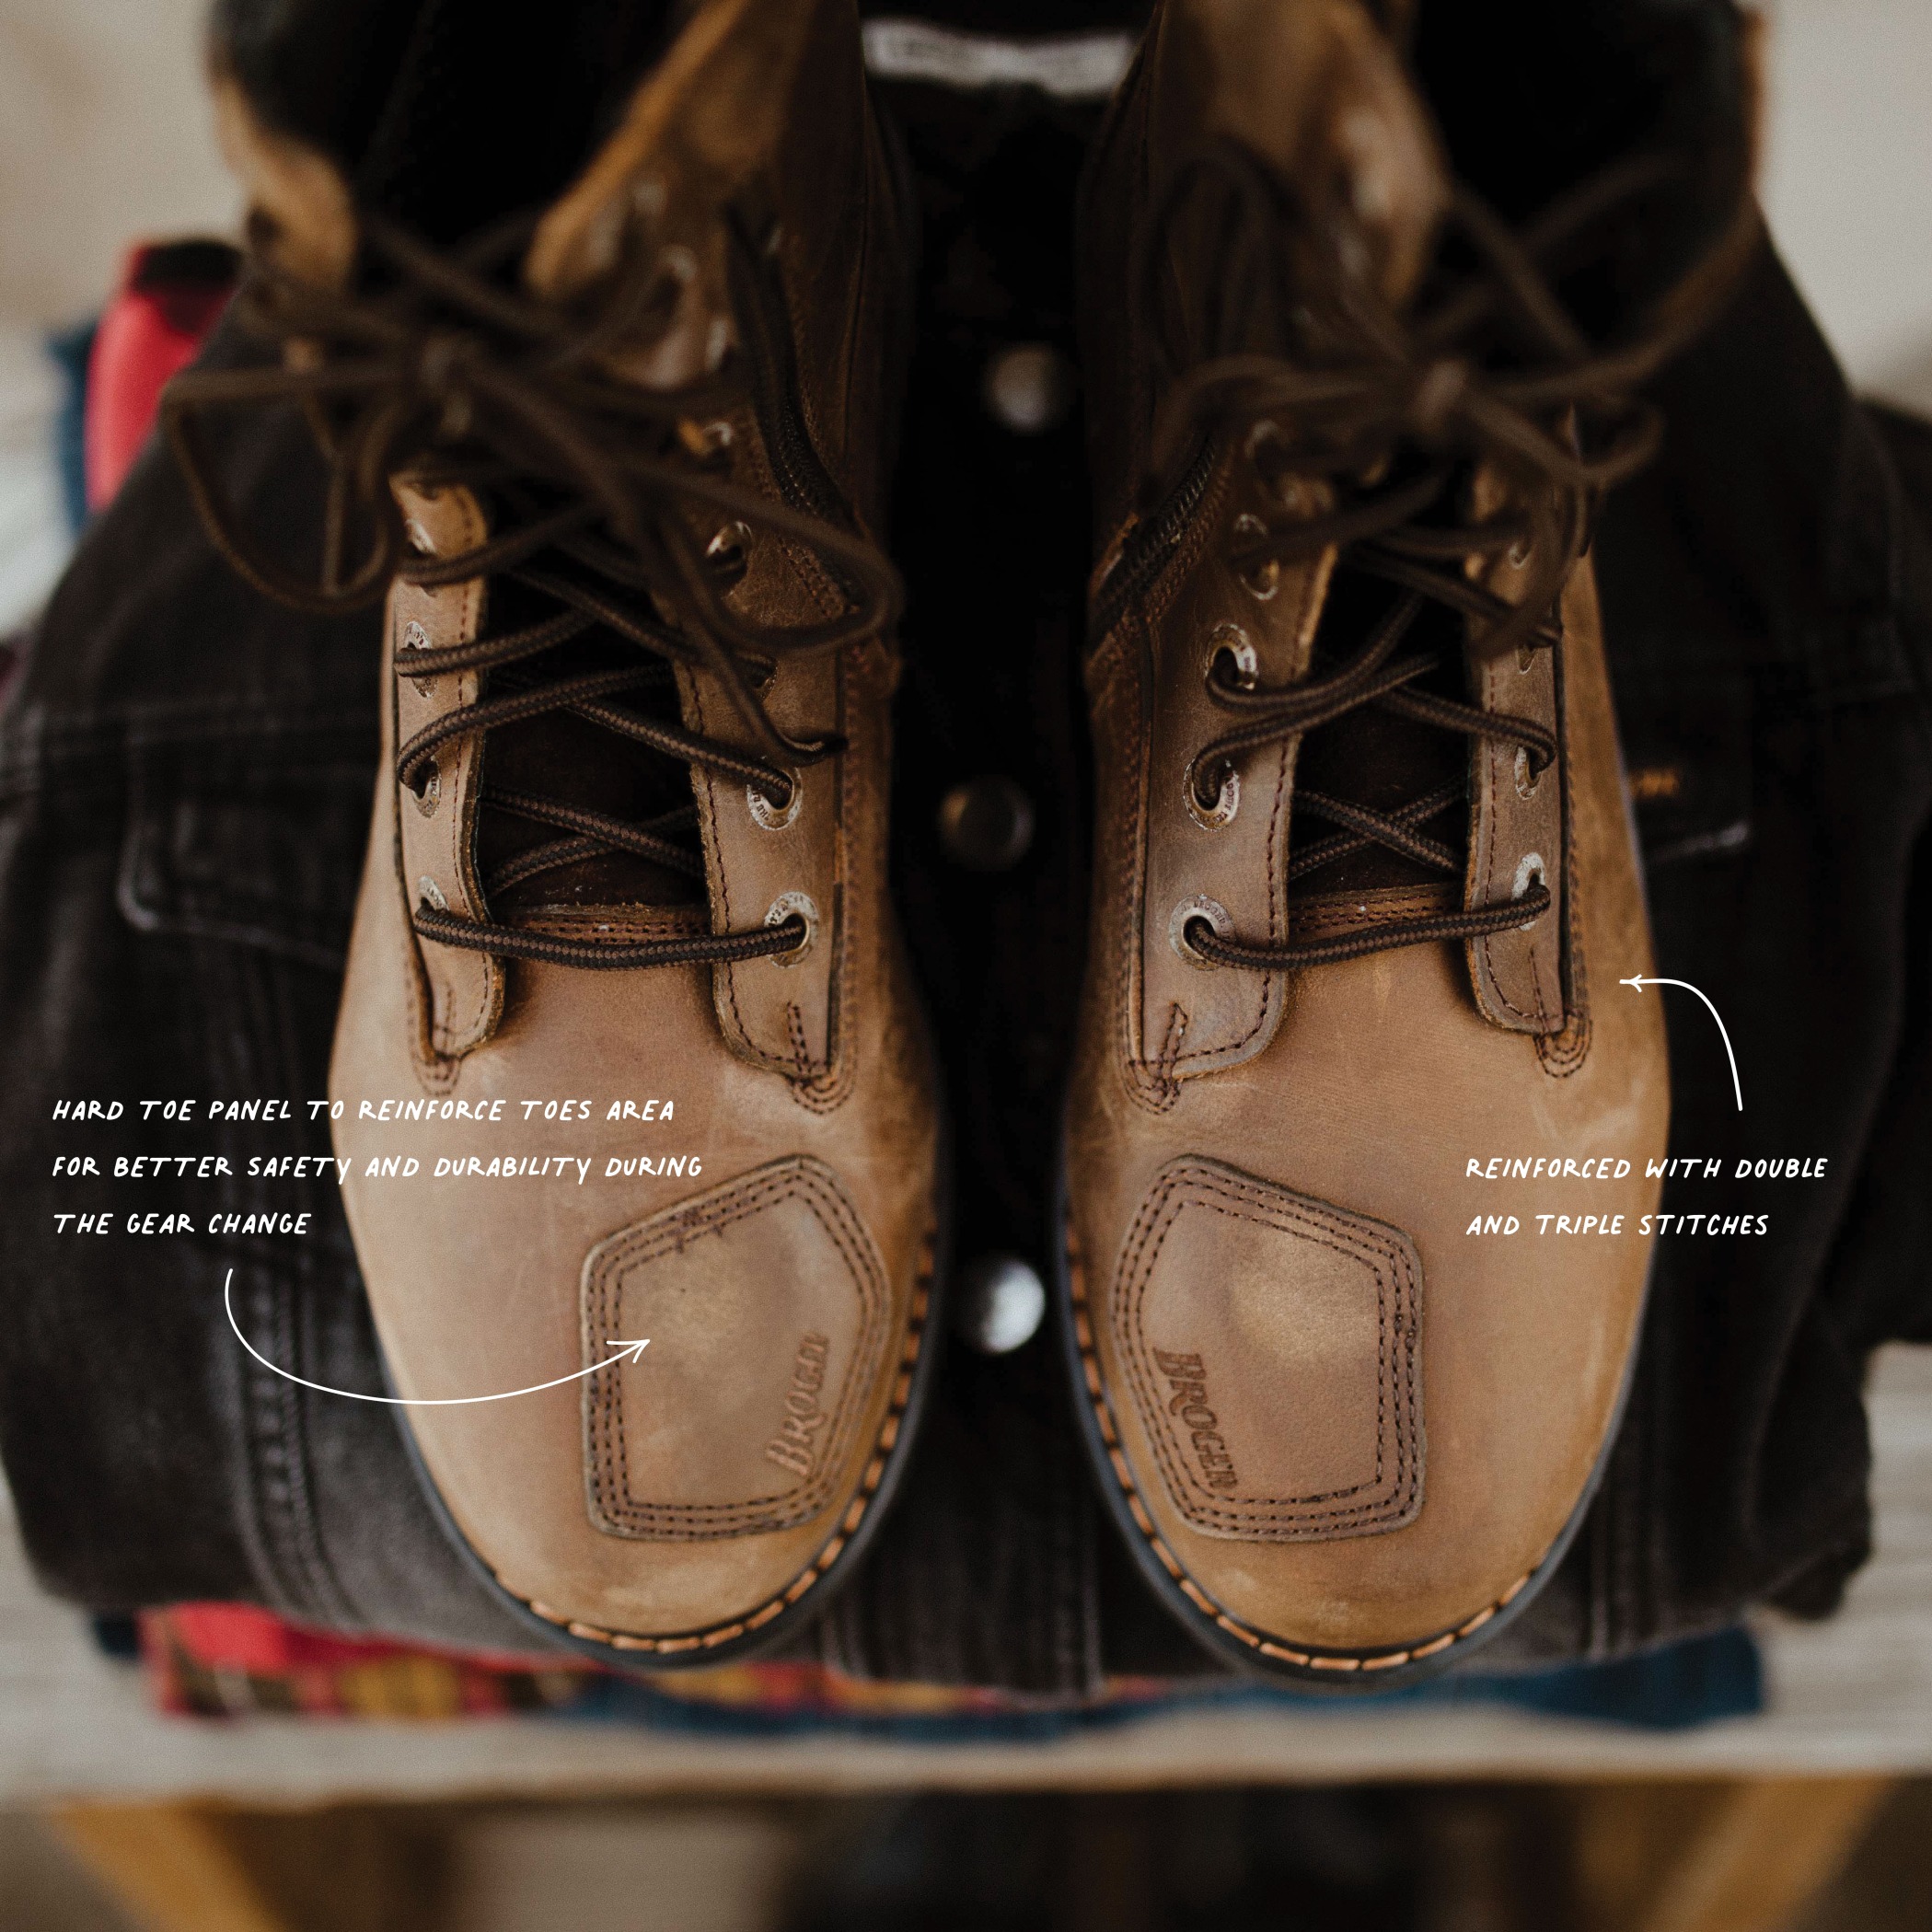 HARD TOE PANEL TO REINFORCE TOES AREA
FOR BETTER SAFETY AND DURABILITY DURING
THE GEAR CHANGE
REINFORCED WITH DOUBLE
AND TRIPLE STITCHES
BROGER
BROGER